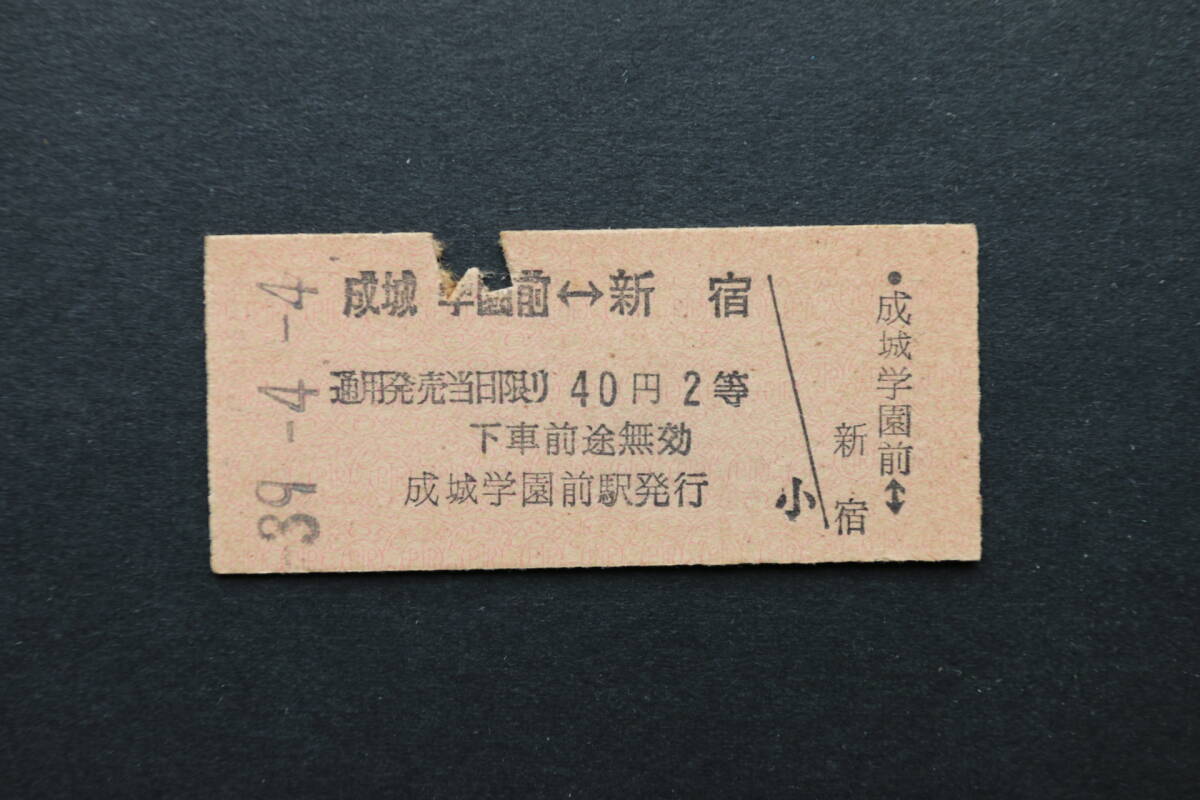 39-4-4
成城学園前↔新宿
通用発売当日限り 40円 2等
下車前途無効
成城学園前駅発行
小
●成城学園前↔
新宿